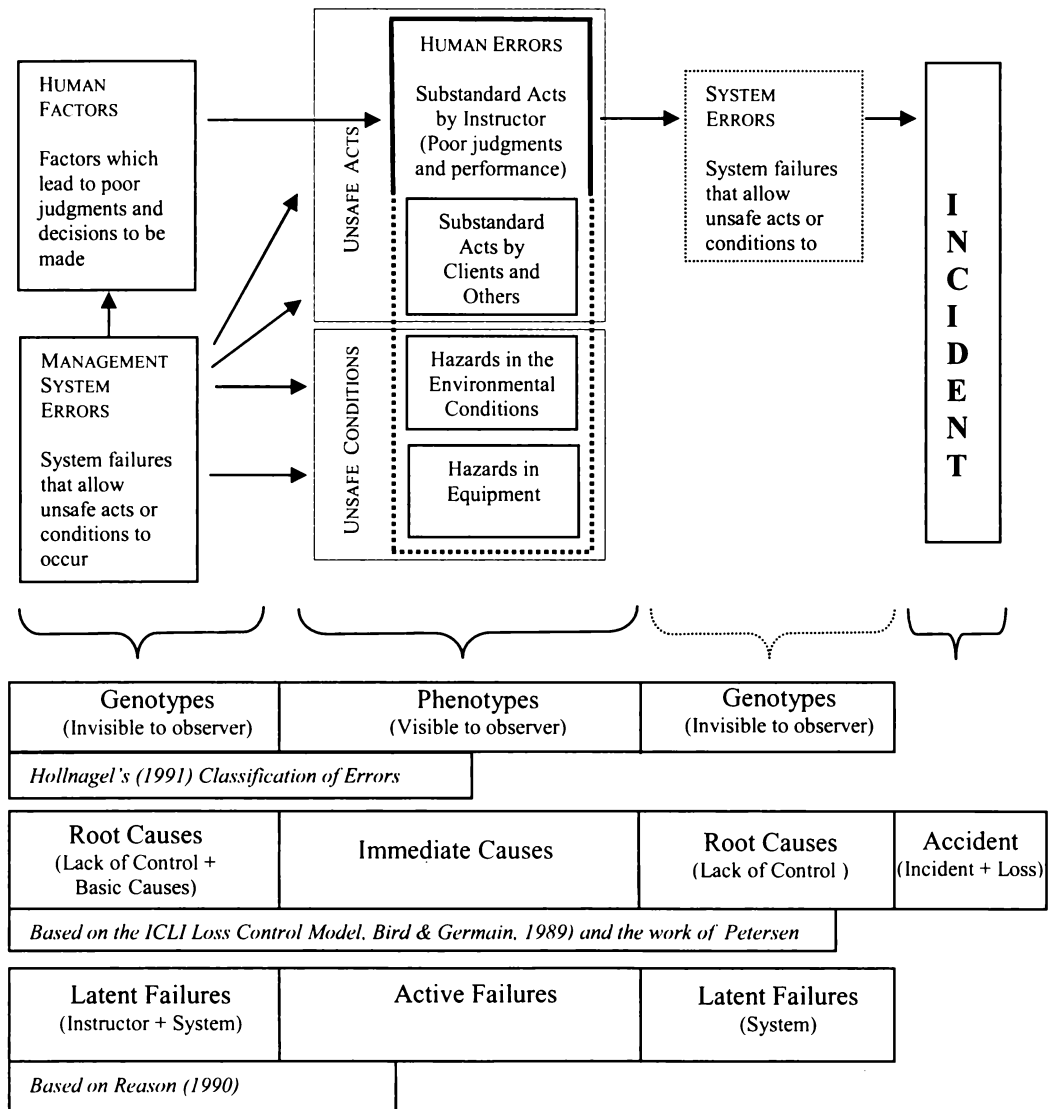 HUMAN
FACTORS
Factors which
lead to poor
judgments and
decisions to be
made
MANAGEMENT
SYSTEM
ERRORS
System failures
that allow
unsafe acts or
conditions to
occur
UNSAFE ACTS
HUMAN ERRORS
Substandard Acts
by Instructor
(Poor judgments
and performance)
Substandard
Acts by
Clients and
Others
UNSAFE CONDITIONS
Hazards in the
Environmental
Conditions
Hazards in
Equipment
SYSTEM
ERRORS
System failures
that allow
unsafe acts or
conditions to
INCIDENT
Genotypes
(Invisible to observer)
Phenotypes
(Visible to observer)
Genotypes
(Invisible to observer)
Hollnagel's (1991) Classification of Errors
Root Causes
(Lack of Control +
Basic Causes)
Immediate Causes
Root Causes
(Lack of Control )
Accident
(Incident + Loss)
Based on the ICLI Loss Control Model, Bird & Germain, 1989) and the work of Petersen
Latent Failures
(Instructor + System)
Active Failures
Latent Failures
(System)
Based on Reason (1990)